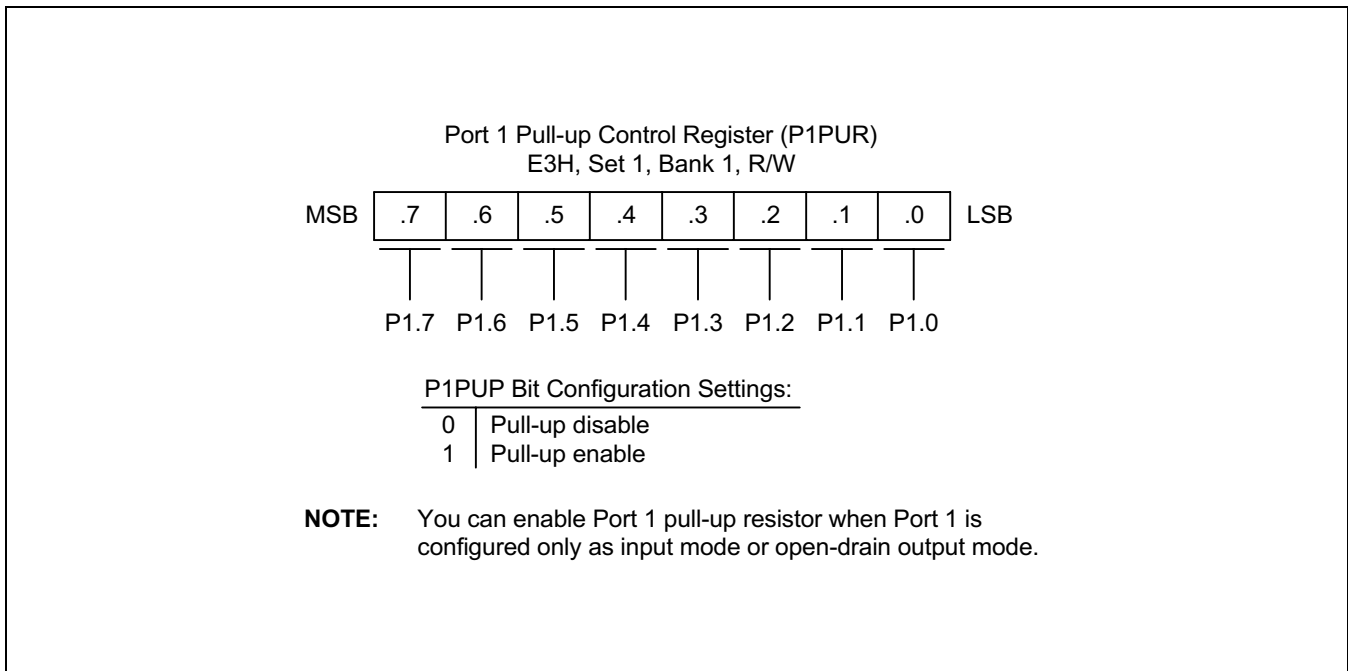 Port 1 Pull-up Control Register (P1PUR)
E3H, Set 1, Bank 1, R/W
MSB .7 .6 .5 .4 .3 .2 .1 .0 LSB
P1.7 P1.6 P1.5 P1.4 P1.3 P1.2 P1.1 P1.0
P1PUP Bit Configuration Settings:
0 Pull-up disable
1 Pull-up enable
NOTE: You can enable Port 1 pull-up resistor when Port 1 is
configured only as input mode or open-drain output mode.